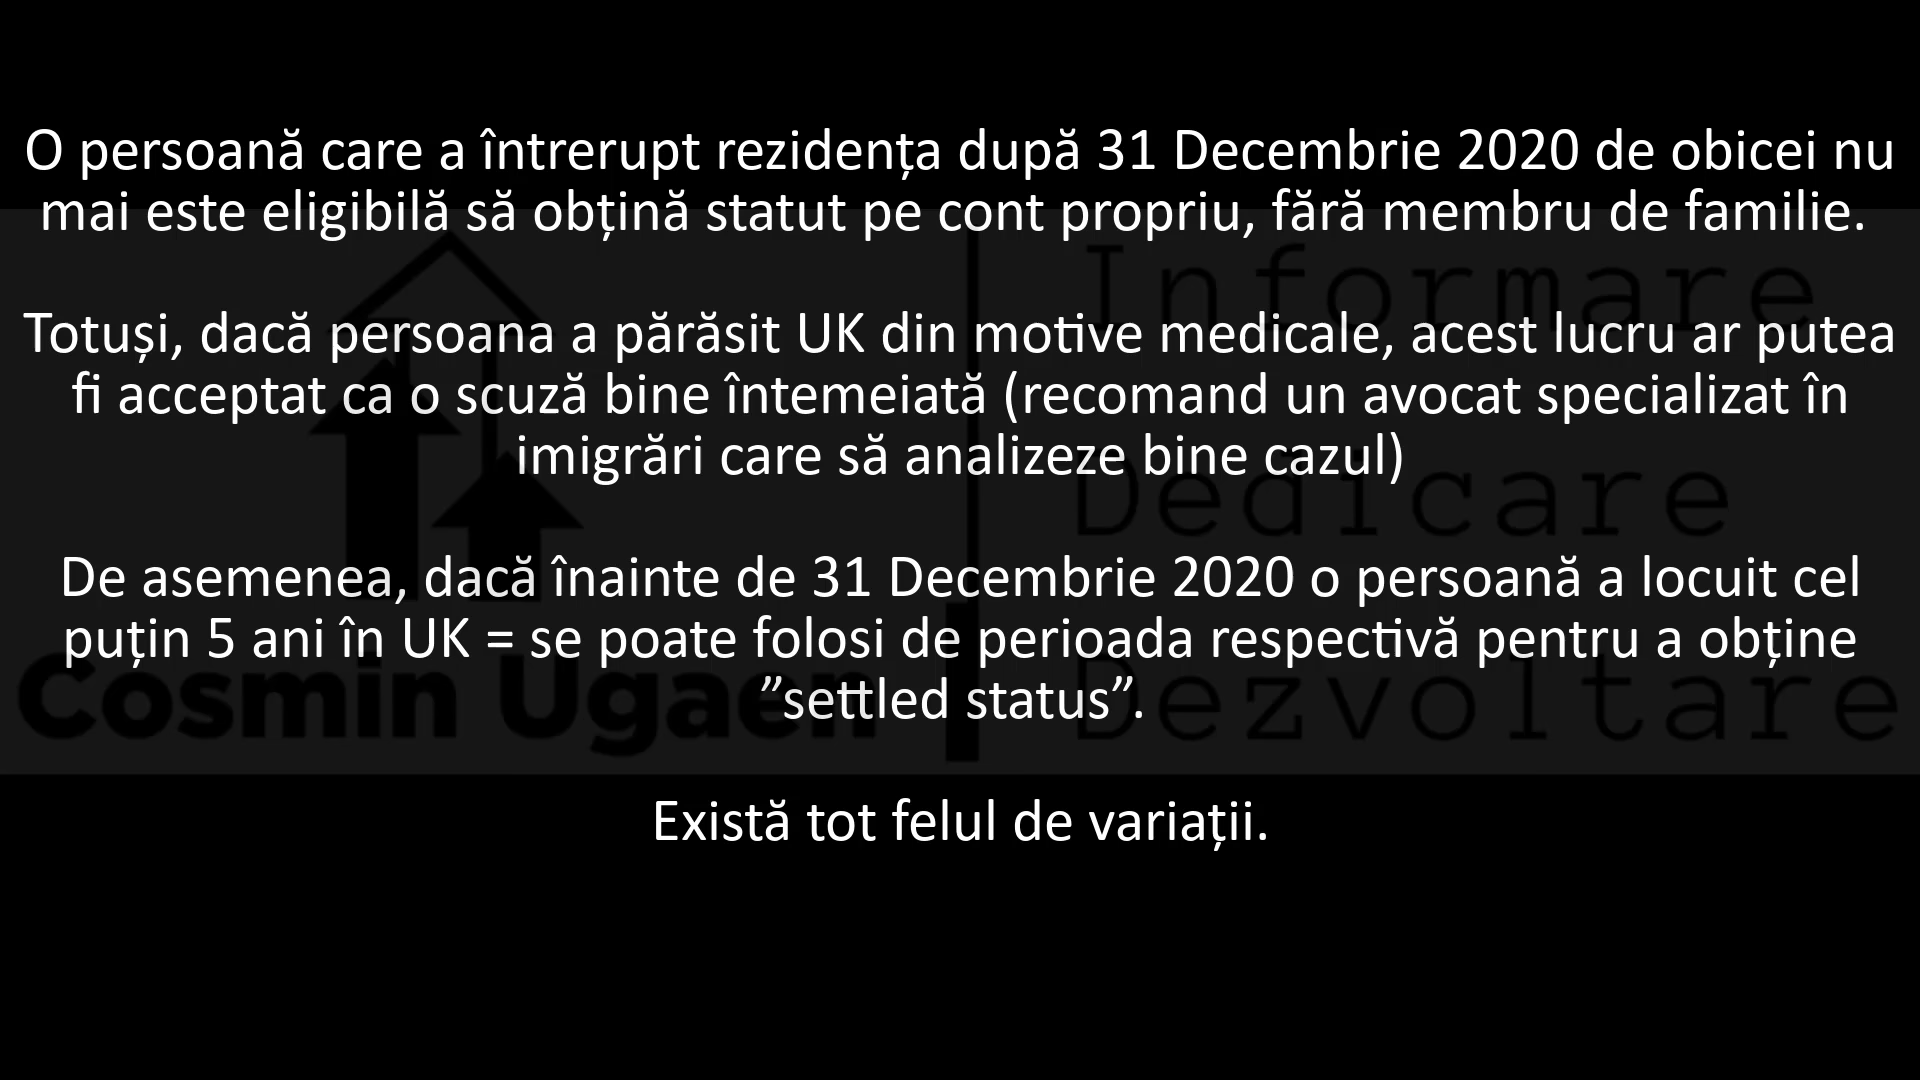 O persoană care a întrerupt rezidența după 31 Decembrie 2020 de obicei nu
mai este eligibilă să obțină statut pe cont propriu, fără membru de familie.
Totuși, dacă persoana a părăsit UK din motive medicale, acest lucru ar putea
fi acceptat ca o scuză bine întemeiată (recomand un avocat specializat în
imigrări care să analizeze bine cazul)
De asemenea, dacă înainte de 31 Decembrie 2020 o persoană a locuit cel
puțin 5 ani în UK = se poate folosi de perioada respectivă pentru a obține
”settled status”.
Există tot felul de variații.
Cosmin Ugaen
Informare
Dedicare
Dezvoltare